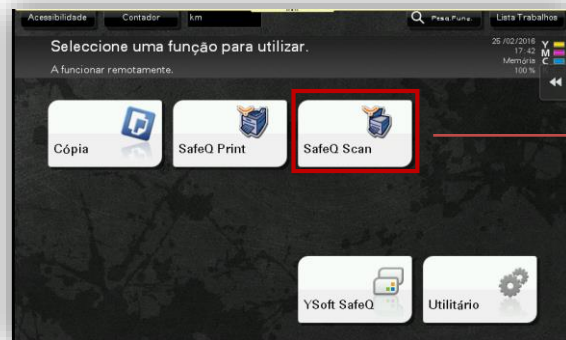 Acessibilidade Contador km Pesq.Func. Lista Trabalhos
Seleccione uma função para utilizar.
A funcionar remotamente.
25 /02/2016
17:42
Memória
100 %
Y
M
C
Cópia SafeQ Print SafeQ Scan
YSoft SafeQ Utilitário